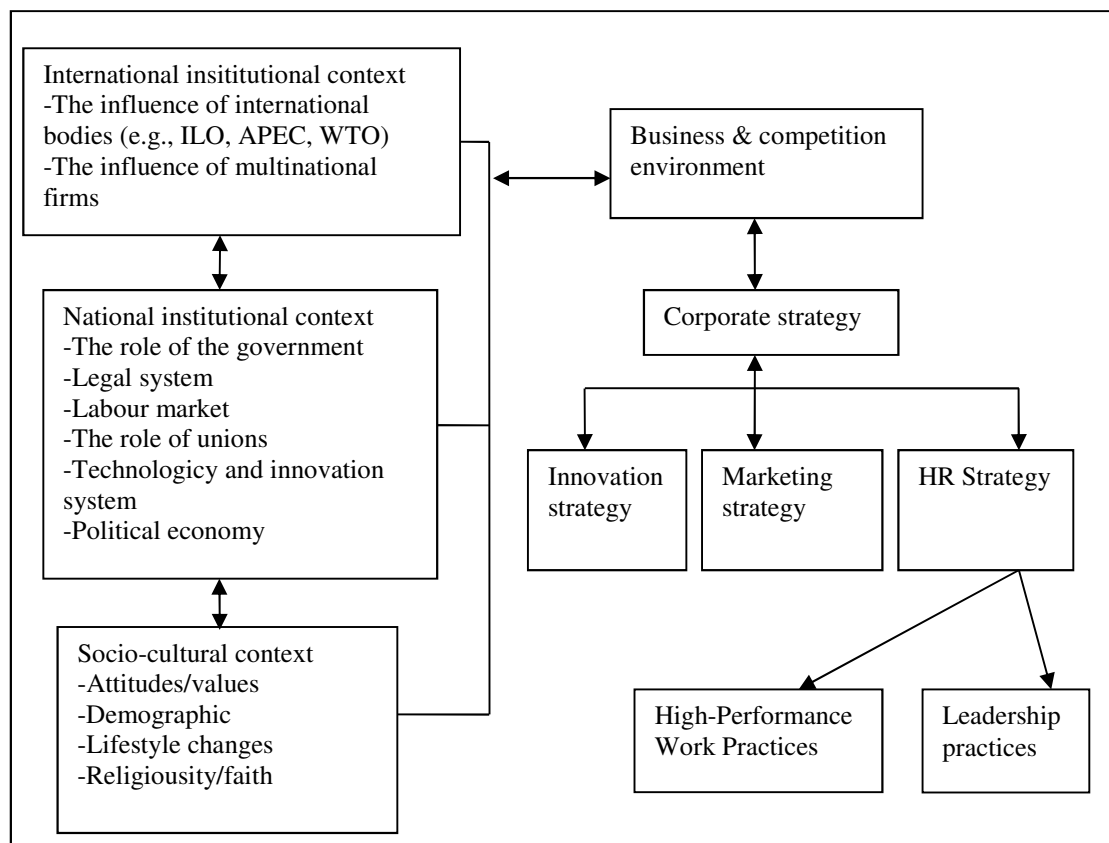 International insititutional context
-The influence of international
bodies (e.g., ILO, APEC, WTO)
-The influence of multinational
firms
National institutional context
-The role of the government
-Legal system
-Labour market
-The role of unions
-Technologicy and innovation
system
-Political economy
Socio-cultural context
-Attitudes/values
-Demographic
-Lifestyle changes
-Religiousity/faith
Business & competition
environment
Corporate strategy
Innovation
strategy
Marketing
strategy
HR Strategy
High-Performance
Work Practices
Leadership
practices